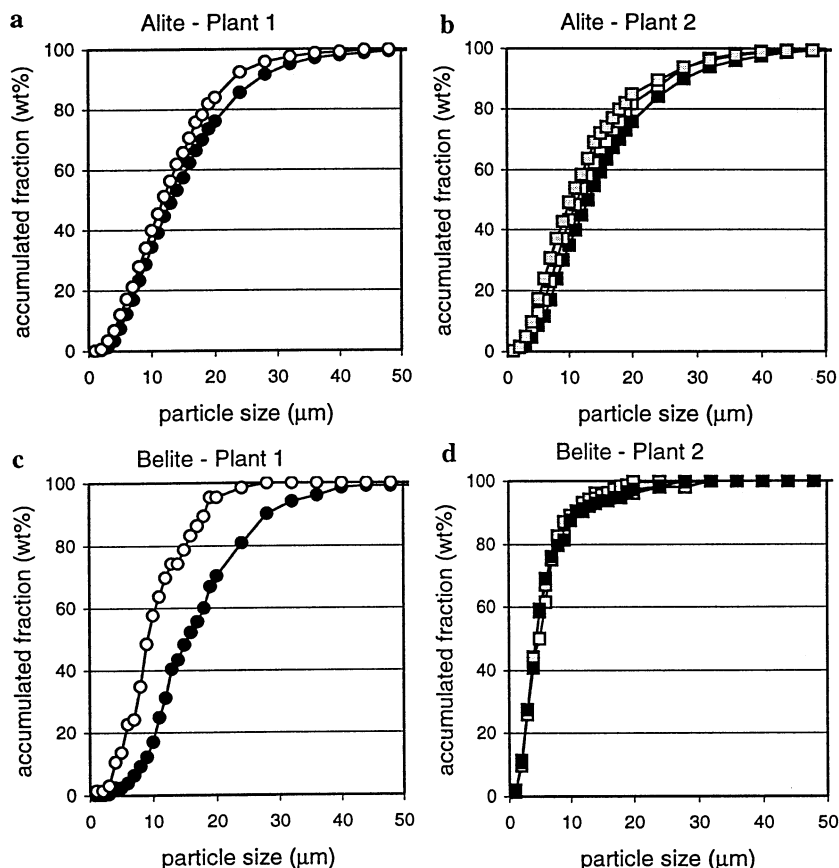 a
Alite - Plant 1
accumulated fraction (wt%)
100
80
60
40
20
0
0 10 20 30 40 50
particle size (μm)
b
Alite - Plant 2
accumulated fraction (wt%)
100
80
60
40
20
0
0 10 20 30 40 50
particle size (μm)
c
Belite - Plant 1
accumulated fraction (wt%)
100
80
60
40
20
0
0 10 20 30 40 50
particle size (μm)
d
Belite - Plant 2
accumulated fraction (wt%)
100
80
60
40
20
0
0 10 20 30 40 50
particle size (μm)